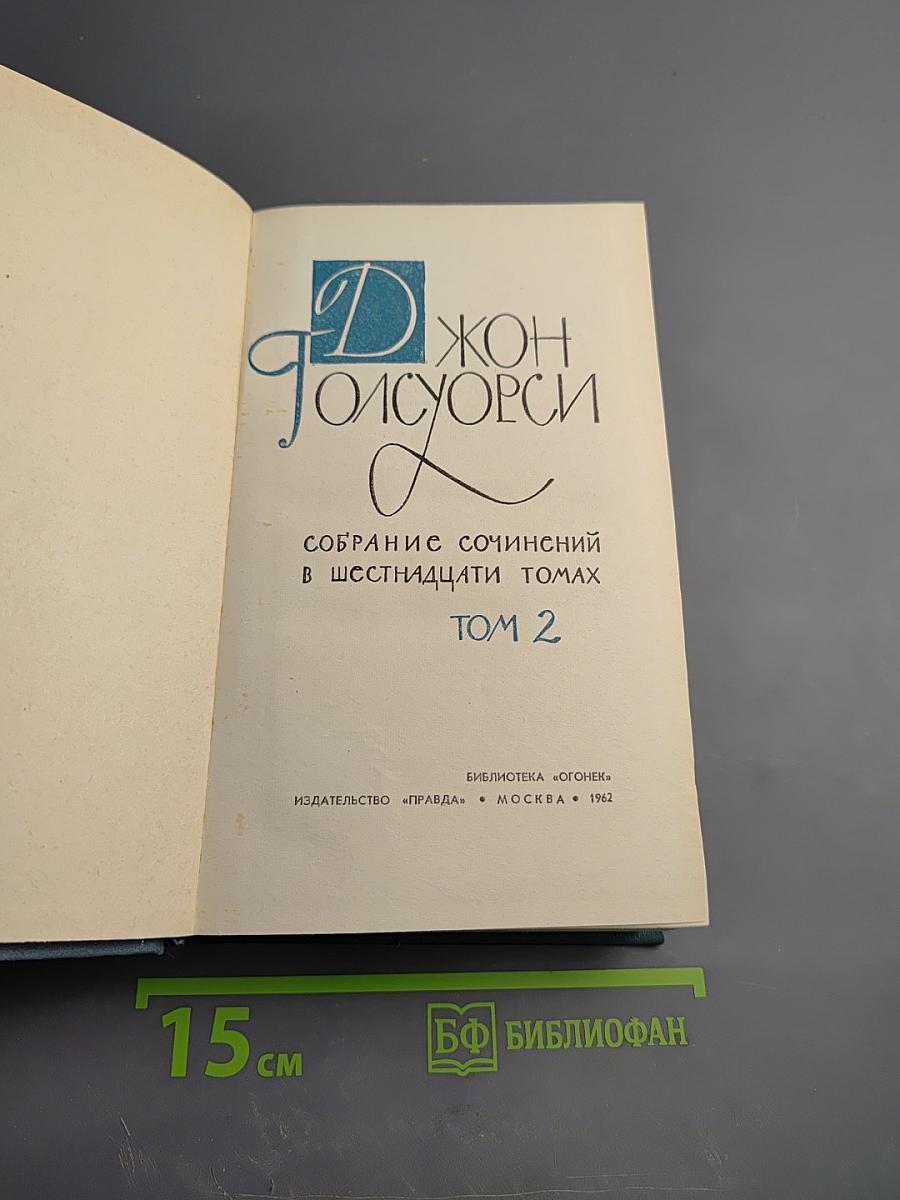 ДЖОН
ГОЛСУОРСИ
СОБРАНИЕ СОЧИНЕНИЙ
В ШЕСТНАДЦАТИ ТОМАХ
ТОМ 2
БИБЛИОТЕКА «ОГОНЕК»
ИЗДАТЕЛЬСТВО «ПРАВДА» • МОСКВА • 1962
15 см
БФ БИБЛИОФАН